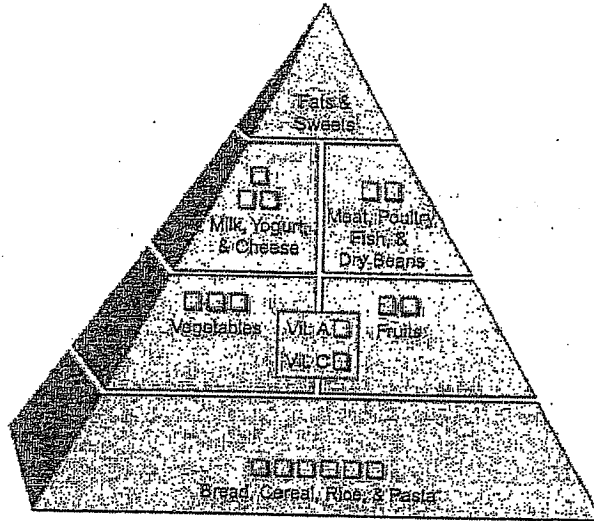 Fats &
Sweets
Milk, Yogurt,
& Cheese
Meat, Poultry
Fish, &
Dry Beans
Vegetables
Vit. A
Vit. C
Fruits
Bread, Cereal, Rice, & Pasta